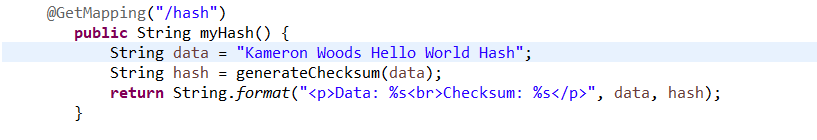 @GetMapping("/hash")
public String myHash() {
String data = "Kameron Woods Hello World Hash";
String hash = generateChecksum(data);
return String.format("<p>Data: %s<br>Checksum: %s</p>", data, hash);
}